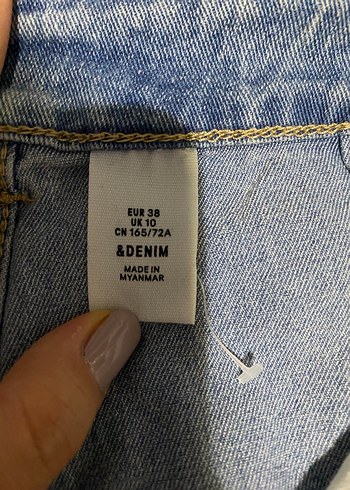 EUR 38
UK 10
CN 165/72A
&DENIM
MADE IN
MYANMAR